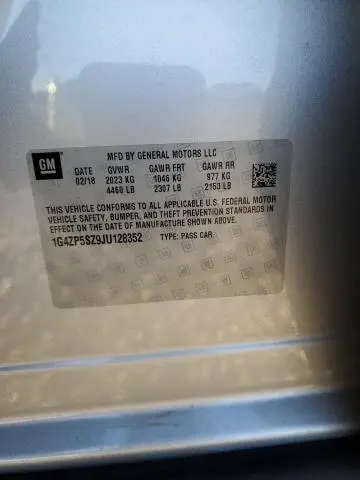 GM
MFD BY GENERAL MOTORS LLC
DATE GVWR GAWR FRT GAWR RR
02/18 2023 KG 1046 KG 977 KG
4460 LB 2307 LB 2153 LB
THIS VEHICLE CONFORMS TO ALL APPLICABLE U.S. FEDERAL MOTOR
VEHICLE SAFETY, BUMPER, AND THEFT PREVENTION STANDARDS IN
EFFECT ON THE DATE OF MANUFACTURE SHOWN ABOVE.
1G4ZP5SZ9JU128352 TYPE: PASS CAR